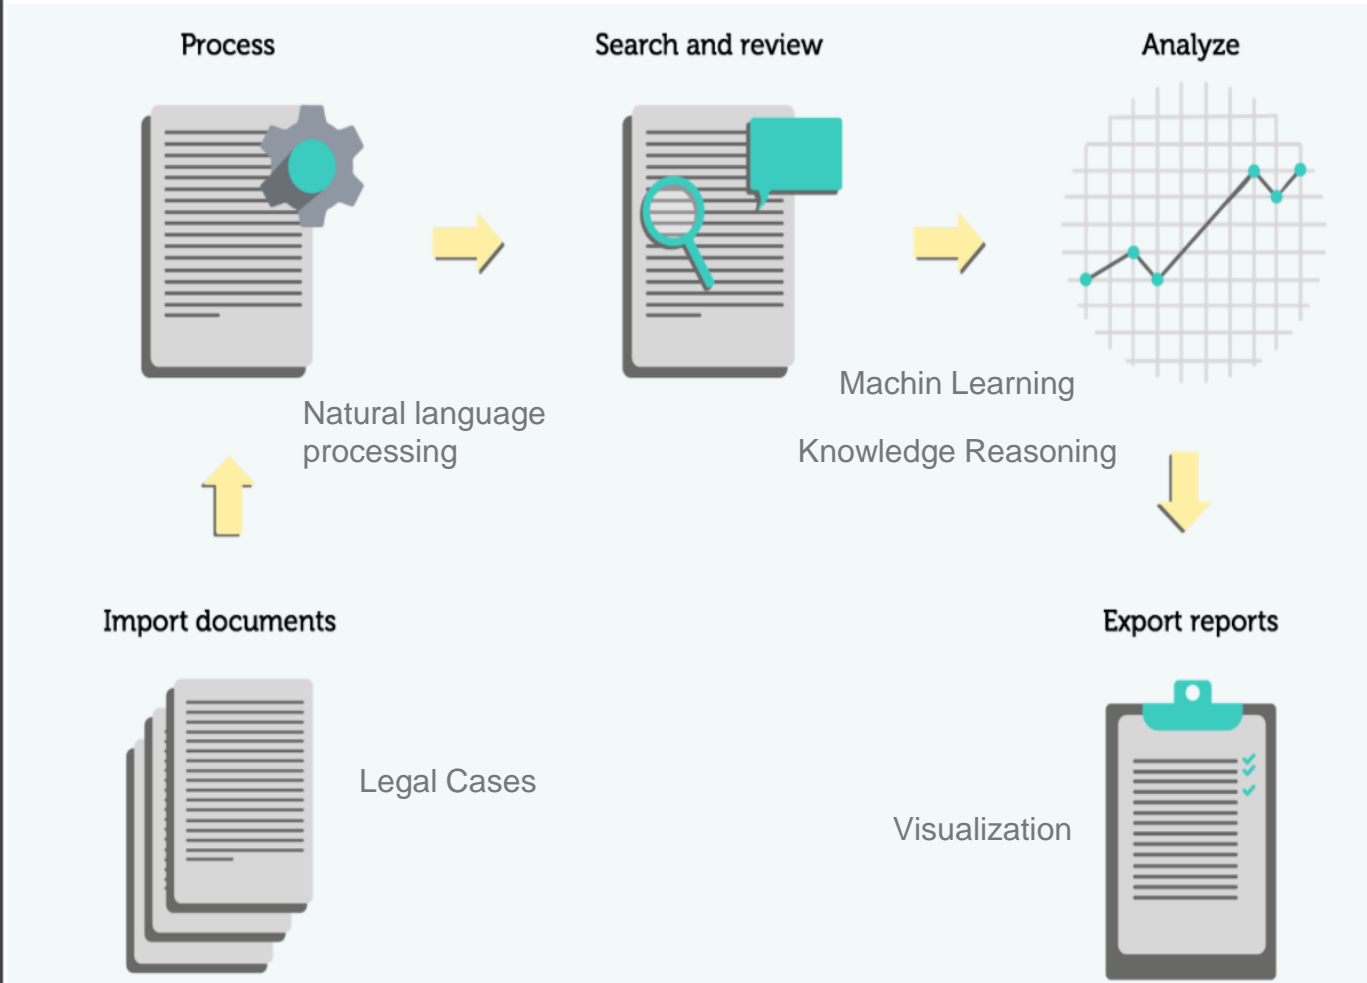 Process
Search and review
Analyze
Natural language
processing
Machin Learning
Knowledge Reasoning
Import documents
Export reports
Legal Cases
Visualization